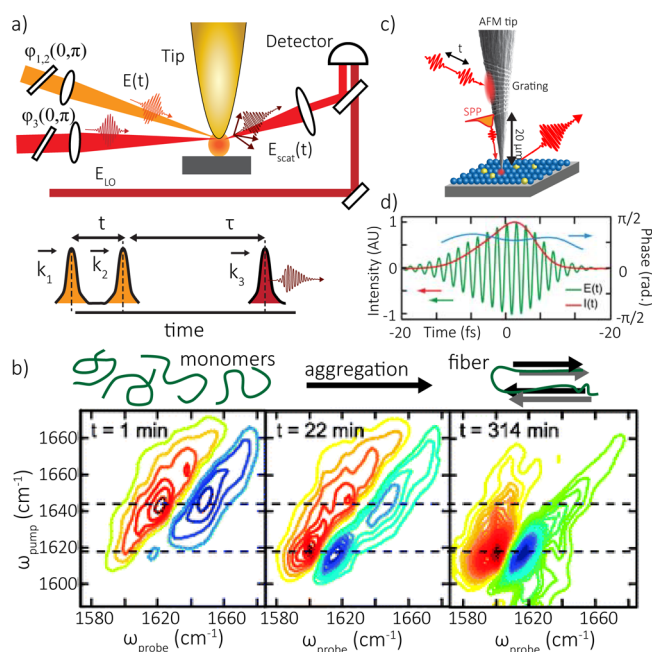 a)
φ1,2(0,π)
E(t)
Tip
Detector
φ3(0,π)
Escat(t)
ELO
t
τ
k1
k2
k3
time
c)
AFM tip
t
Grating
SPP
20 µm
d)
Intensity (AU)
1
0
-1
π/2
0
-π/2
Phase (rad.)
E(t)
I(t)
-20
Time (fs)
0
-20
b)
monomers
aggregation
fiber
t = 1 min
t = 22 min
t = 314 min
ωpump (cm-1)
1660
1640
1620
1600
1580 1620 1660
1580 1620 1660
1580 1620 1660
ωprobe (cm-1)
ωprobe (cm-1)
ωprobe (cm-1)